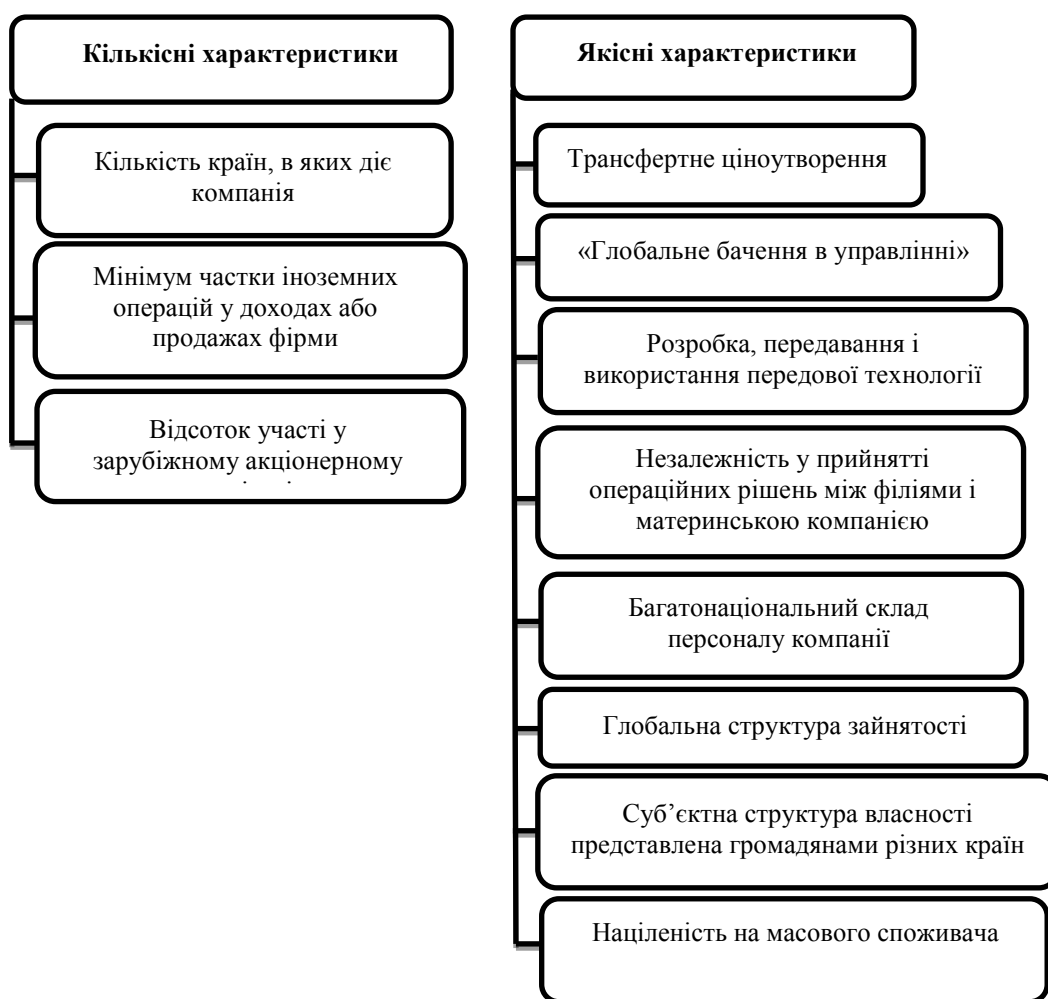 Кількісні характеристики
Кількість країн, в яких діє
компанія
Мінімум частки іноземних
операцій у доходах або
продажах фірми
Відсоток участі у
зарубіжному акціонерному
Якісні характеристики
Трансфертне ціноутворення
«Глобальне бачення в управлінні»
Розробка, передавання і
використання передової технології
Незалежність у прийнятті
операційних рішень між філіями і
материнською компанією
Багатонаціональний склад
персоналу компанії
Глобальна структура зайнятості
Суб’єктна структура власності
представлена громадянами різних країн
Націленість на масового споживача